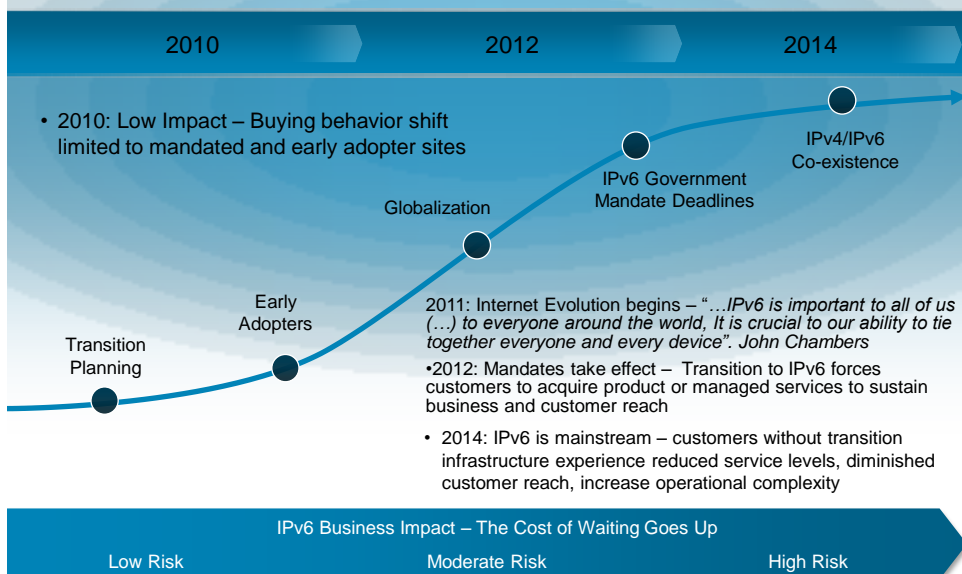 2010
2012
2014
• 2010: Low Impact – Buying behavior shift
limited to mandated and early adopter sites
IPv4/IPv6
Co-existence
IPv6 Government
Mandate Deadlines
Globalization
Early
Adopters
Transition
Planning
2011: Internet Evolution begins – “…IPv6 is important to all of us
(…) to everyone around the world, It is crucial to our ability to tie
together everyone and every device”. John Chambers
•2012: Mandates take effect – Transition to IPv6 forces
customers to acquire product or managed services to sustain
business and customer reach
• 2014: IPv6 is mainstream – customers without transition
infrastructure experience reduced service levels, diminished
customer reach, increase operational complexity
IPv6 Business Impact – The Cost of Waiting Goes Up
Low Risk
Moderate Risk
High Risk